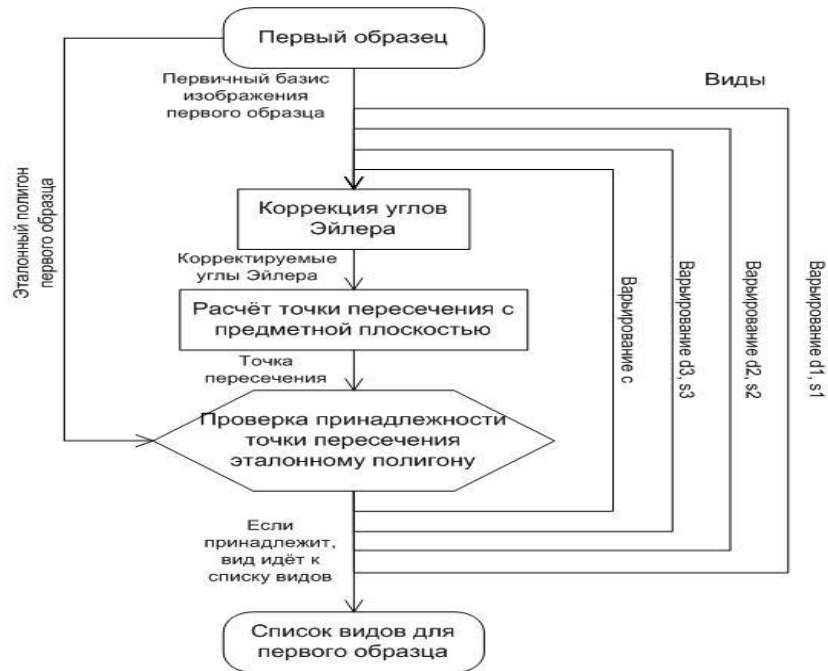 Первый образец
Первичный базис
изображения
первого образца
Виды
Эталонный полигон
первого образца
Коррекция углов
Эйлера
Корректируемые
углы Эйлера
Расчёт точки пересечения с
предметной плоскостью
Точка
пересечения
Проверка принадлежности
точки пересечения
эталонному полигону
Варьирование c
Варьирование d3, s3
Варьирование d2, s2
Варьирование d1, s1
Если
принадлежит,
вид идёт к
списку видов
Список видов для
первого образца